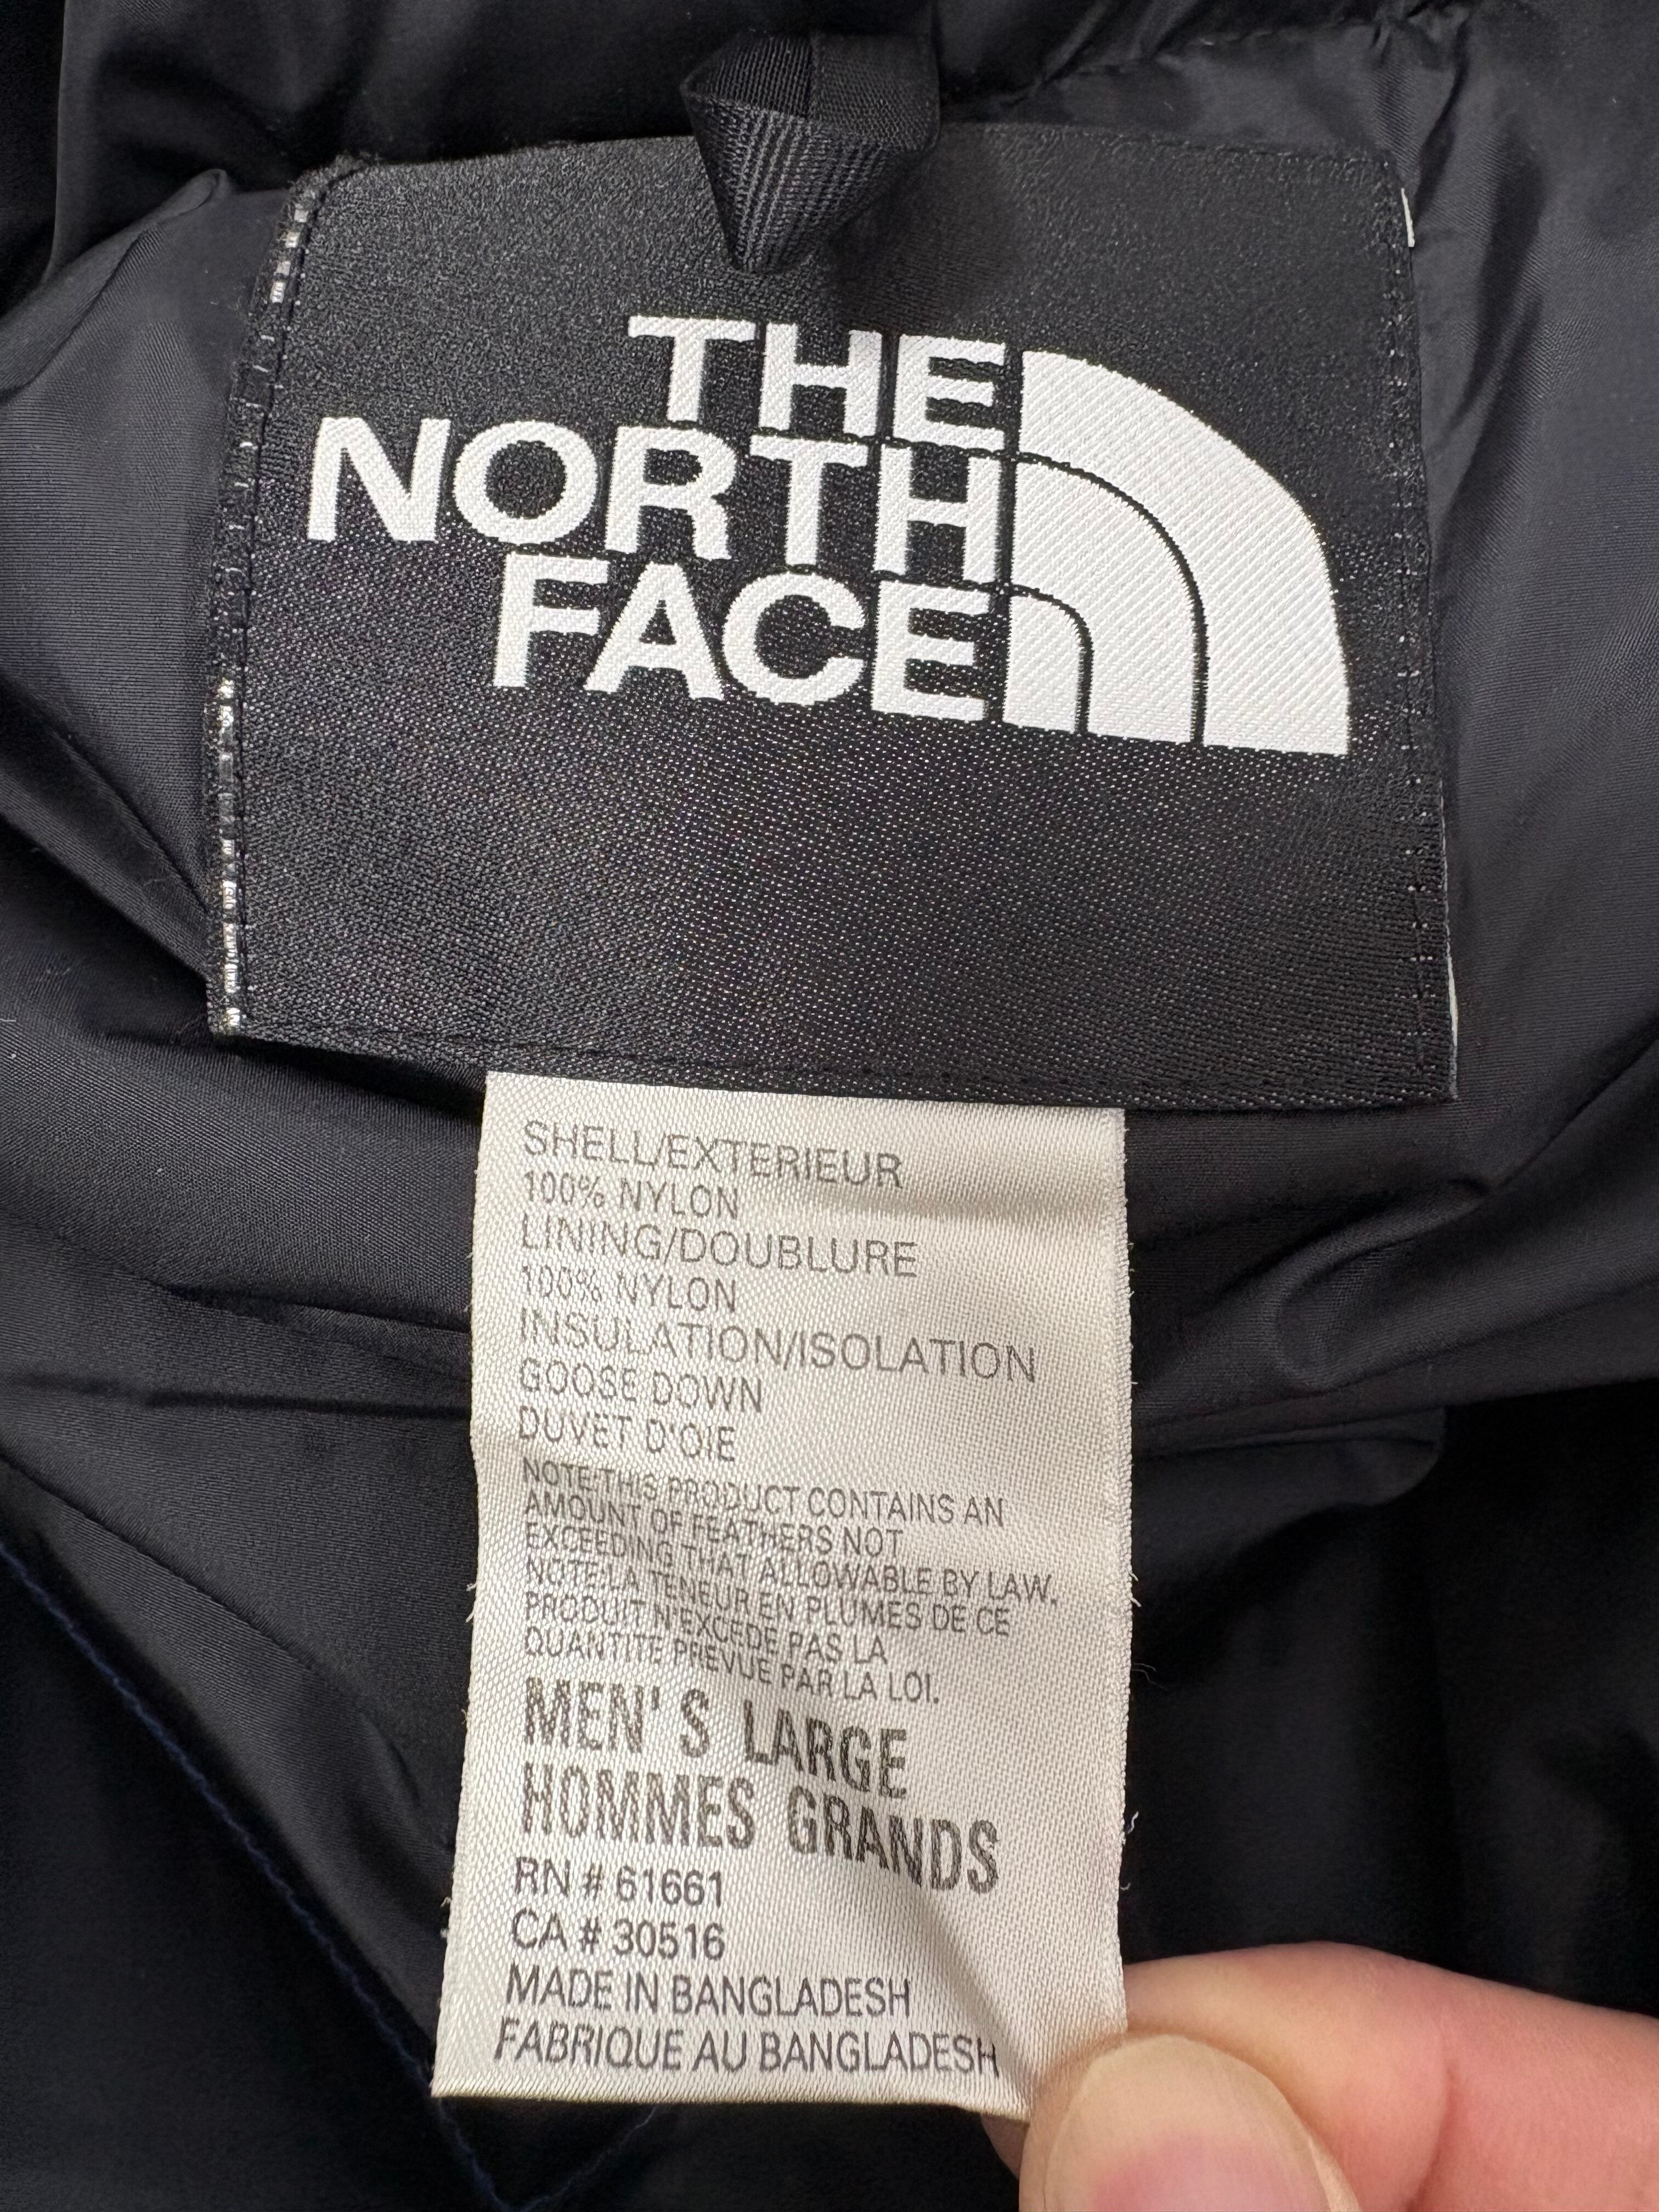 THE
NORTH
FACE
SHELL/EXTERIEUR
100% NYLON
LINING/DOUBLURE
100% NYLON
INSULATION/ISOLATION
GOOSE DOWN
DUVET D'OIE
NOTE:THIS PRODUCT CONTAINS AN
AMOUNT OF FEATHERS NOT
EXCEEDING THAT ALLOWABLE BY LAW.
NOTE:LA TENEUR EN PLUMES DE CE
PRODUIT N'EXCEDE PAS LA
QUANTITE PREVUE PAR LA LOI.
MEN'S LARGE
HOMMES GRANDS
RN # 61661
CA # 30516
MADE IN BANGLADESH
FABRIQUE AU BANGLADESH